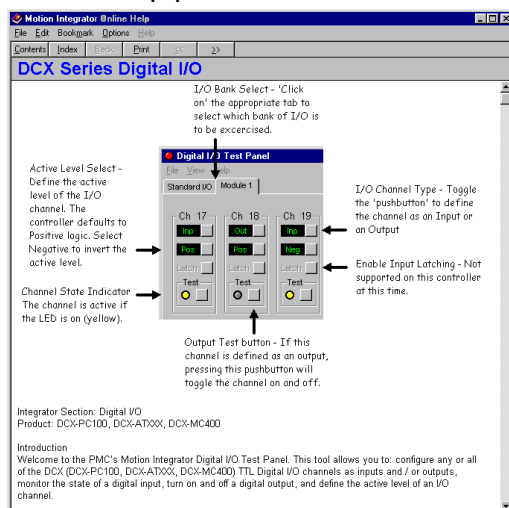 Motion Integrator Online Help
File Edit Bookmark Options Help
Contents Index Back Print << >>
DCX Series Digital I/O
I/O Bank Select - 'Click
on' the appropriate tab to
select which bank of I/O is
to be excercised.
Active Level Select -
Define the active
level of the I/O
channel. The
controller defaults to
Positive logic. Select
Negative to invert the
active level.
Channel State Indicator
The channel is active if
the LED is on (yellow).
Digital I/O Test Panel
File View Help
Standard I/O Module 1
Ch 17 Ch 18 Ch 19
Inp Out Inp
Pos Pos Neg
Latch Latch Latch
Test Test Test
I/O Channel Type - Toggle
the 'pushbutton' to define
the channel as an Input or
an Output
Enable Input Latching - Not
supported on this controller
at this time.
Output Test button - If this
channel is defined as an output,
pressing this pushbutton will
toggle the channel on and off.
Integrator Section: Digital I/O
Product: DCX-PC100, DCX-ATXXX, DCX-MC400
Introduction
Welcome to the PMC's Motion Integrator Digital I/O Test Panel. This tool allows you to: configure any or all
of the DCX (DCX-PC100, DCX-ATXXX, DCX-MC400) TTL Digital I/O channels as inputs and / or outputs,
monitor the state of a digital input, turn on and off a digital output, and define the active level of an I/O
channel.